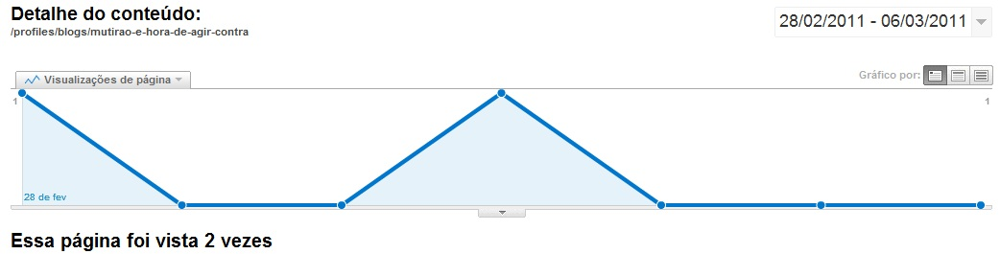 Detalhe do conteúdo:
/profiles/blogs/mutirao-e-hora-de-agir-contra
28/02/2011 - 06/03/2011
Visualizações de página
Gráfico por:
1
1
28 de fev
Essa página foi vista 2 vezes